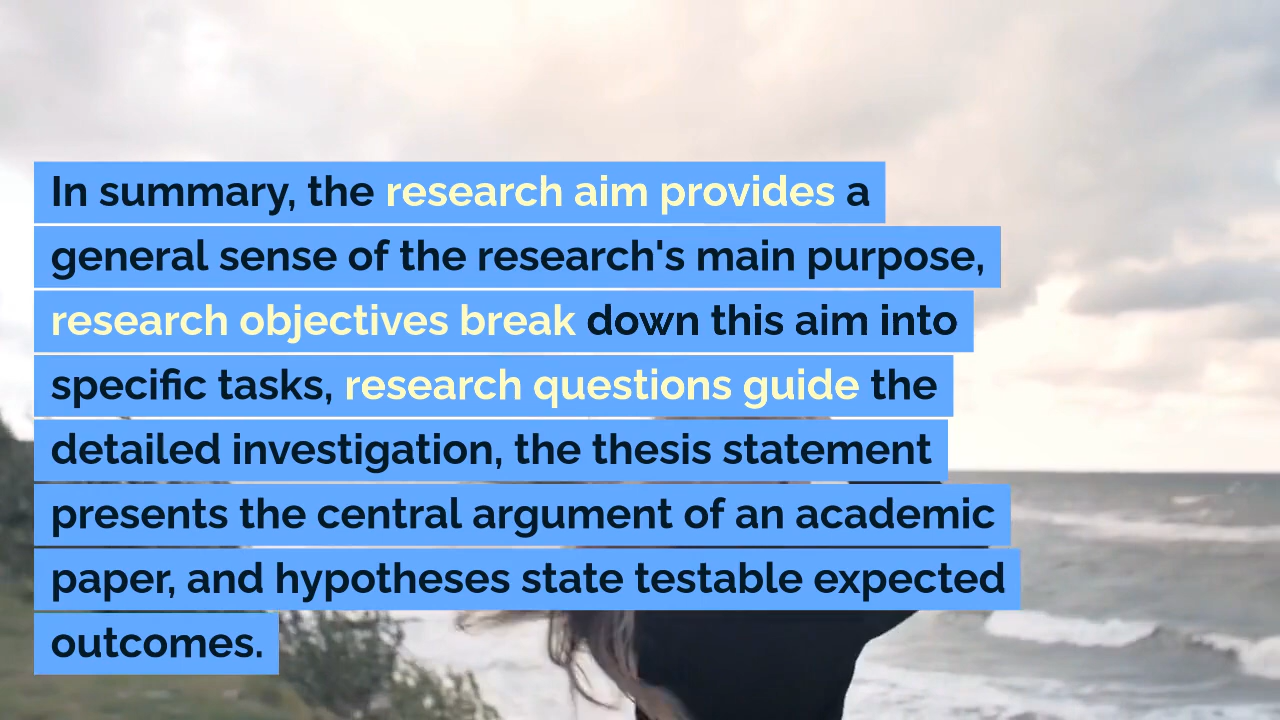 In summary, the research aim provides a
general sense of the research's main purpose,
research objectives break down this aim into
specific tasks, research questions guide the
detailed investigation, the thesis statement
presents the central argument of an academic
paper, and hypotheses state testable expected
outcomes.